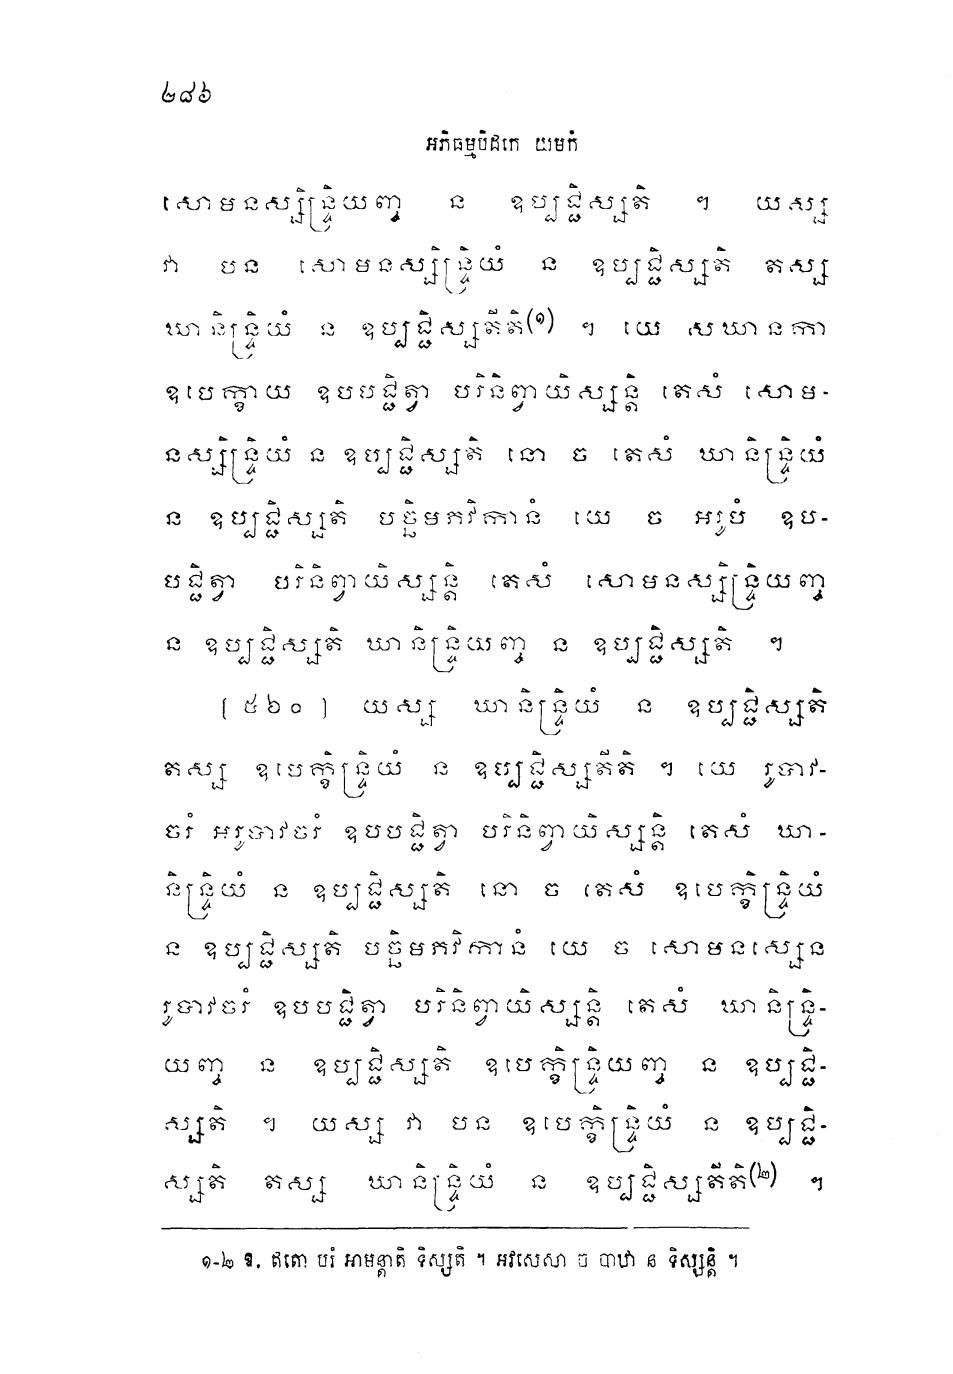 ២៨៦
អភិធម្មបិដកេ យមកំ
សោមនស្សិន្ទ្រិយញ្ច ន ឧប្បជ្ជិស្សតិ ។ យស្ស
វា បន សោមនស្សិន្ទ្រិយំ ន ឧប្បជ្ជិស្សតិ តស្ស
ឃានិន្ទ្រិយំ ន ឧប្បជ្ជិស្សតីតិ(១) ។ យេ សឃានកា
ឧបេក្ខាយ ឧបបជ្ជិត្វា បរិនិព្វាយិស្សន្តិ តេសំ សោម-
នស្សិន្ទ្រិយំ ន ឧប្បជ្ជិស្សតិ នោ ច តេសំ ឃានិន្ទ្រិយំ
ន ឧប្បជ្ជិស្សតិ បច្ឆិមភវិកានំ យេ ច អរូបំ ឧប-
បជ្ជិត្វា បរិនិព្វាយិស្សន្តិ តេសំ សោមនស្សិន្ទ្រិយញ្ច
ន ឧប្បជ្ជិស្សតិ ឃានិន្ទ្រិយញ្ច ន ឧប្បជ្ជិស្សតិ ។
[៥៦០] យស្ស ឃានិន្ទ្រិយំ ន ឧប្បជ្ជិស្សតិ
តស្ស ឧបេក្ខិន្ទ្រិយំ ន ឧប្បជ្ជិស្សតីតិ ។ យេ រូបាវ-
ចរំ អរូបាវចរំ ឧបបជ្ជិត្វា បរិនិព្វាយិស្សន្តិ តេសំ ឃា-
និន្ទ្រិយំ ន ឧប្បជ្ជិស្សតិ នោ ច តេសំ ឧបេក្ខិន្ទ្រិយំ
ន ឧប្បជ្ជិស្សតិ បច្ឆិមភវិកានំ យេ ច សោមនស្សេន
រូបាវចរំ ឧបបជ្ជិត្វា បរិនិព្វាយិស្សន្តិ តេសំ ឃានិន្ទ្រិ-
យញ្ច ន ឧប្បជ្ជិស្សតិ ឧបេក្ខិន្ទ្រិយញ្ច ន ឧប្បជ្ជិ-
ស្សតិ ។ យស្ស វា បន ឧបេក្ខិន្ទ្រិយំ ន ឧប្បជ្ជិ-
ស្សតិ តស្ស ឃានិន្ទ្រិយំ ន ឧប្បជ្ជិស្សតីតិ(២) ។
១-២ ឱ. ឥតោ បរំ អាមន្តាតិ ទិស្សតិ ។ អវសេសា ច បាឋា ន ទិស្សន្តិ ។